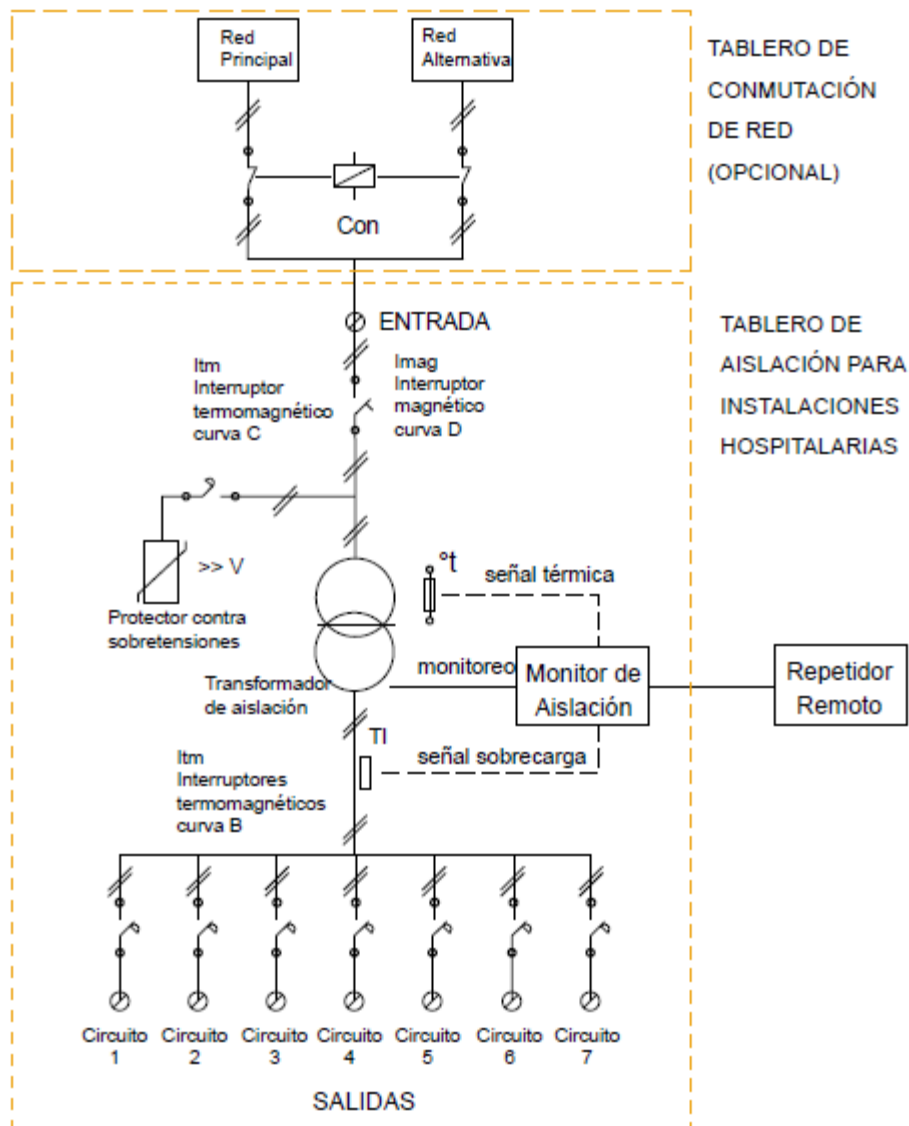 Red
Principal
Red
Alternativa
TABLERO DE
CONMUTACIÓN
DE RED
(OPCIONAL)
Con
ENTRADA
TABLERO DE
AISLACIÓN PARA
INSTALACIONES
HOSPITALARIAS
Itm
Interruptor
termomagnético
curva C
Imag
Interruptor
magnético
curva D
>> V
Protector contra
sobretensiones
°t
señal térmica
monitoreo
Monitor de
Aislación
Repetidor
Remoto
Transformador
de aislación
TI
señal sobrecarga
Itm
Interruptores
termomagnéticos
curva B
Circuito
1
Circuito
2
Circuito
3
Circuito
4
Circuito
5
Circuito
6
Circuito
7
SALIDAS